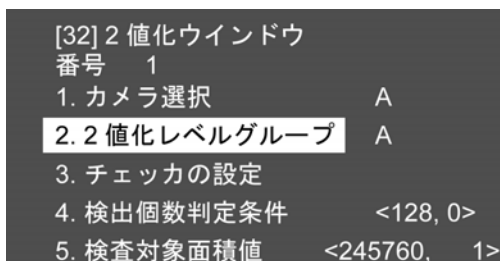 [32] 2 値化ウインドウ
番号 1
1. カメラ選択 A
2. 2 値化レベルグループ A
3. チェッカの設定
4. 検出個数判定条件 <128, 0>
5. 検査対象面積値 <245760, 1>